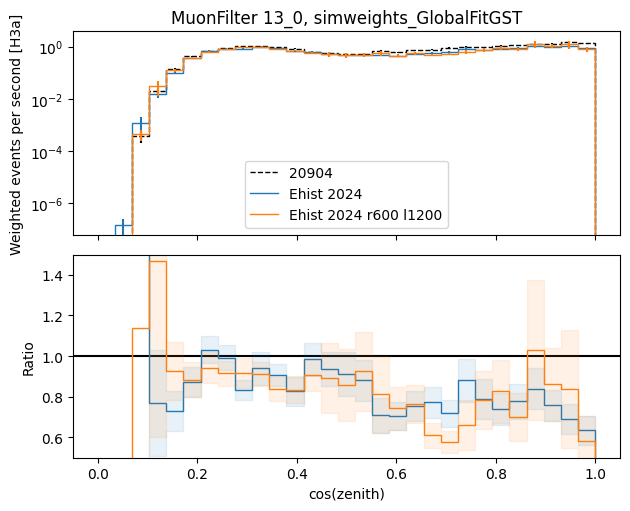 MuonFilter 13_0, simweights_GlobalFitGST
Weighted events per second [H3a]
10^0
10^-2
10^-4
10^-6
20904
Ehist 2024
Ehist 2024 r600 l1200
Ratio
1.4
1.2
1.0
0.8
0.6
0.0 0.2 0.4 0.6 0.8 1.0
cos(zenith)